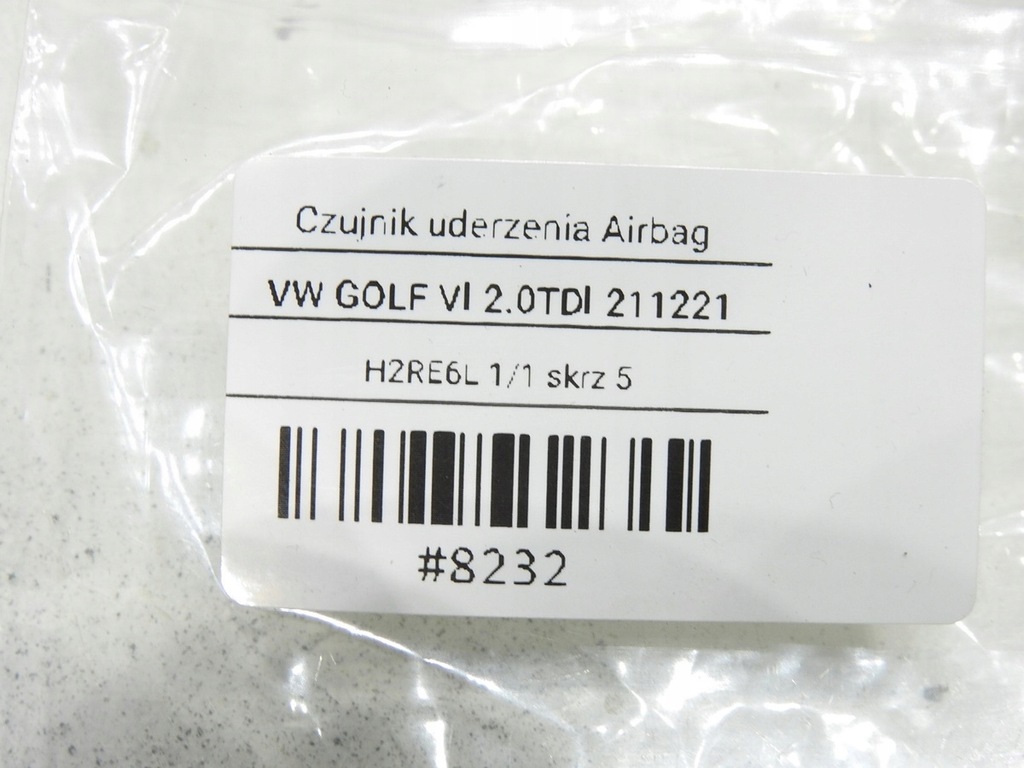 Czujnik uderzenia Airbag
VW GOLF VI 2.0TDI 211221
H2RE6L 1/1 skrz 5
#8232